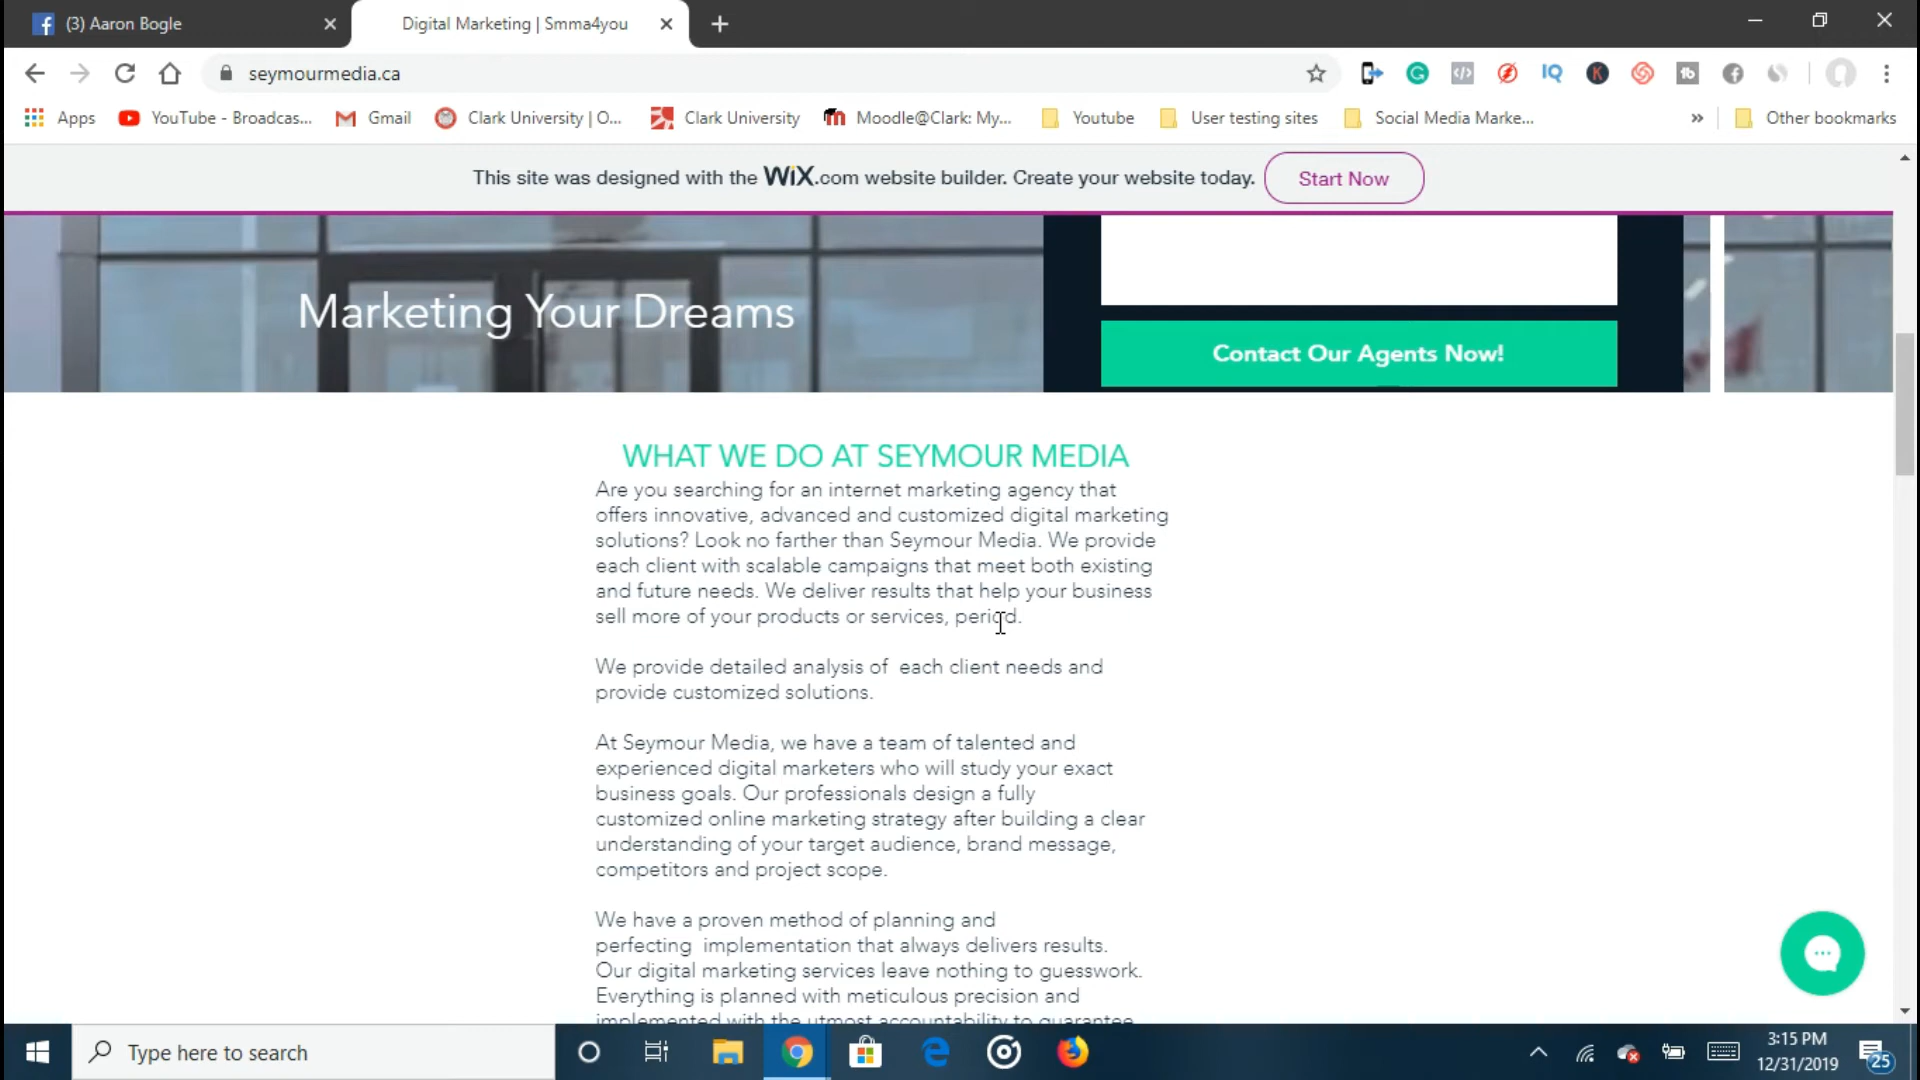 (3) Aaron Bogle
Digital Marketing | Smma4you
seymourmedia.ca
Apps
YouTube - Broadcas...
Gmail
Clark University | O...
Clark University
Moodle@Clark: My...
Youtube
User testing sites
Social Media Marke...
Other bookmarks
This site was designed with the WiX.com website builder. Create your website today.
Start Now
Marketing Your Dreams
Contact Our Agents Now!
WHAT WE DO AT SEYMOUR MEDIA
Are you searching for an internet marketing agency that
offers innovative, advanced and customized digital marketing
solutions? Look no farther than Seymour Media. We provide
each client with scalable campaigns that meet both existing
and future needs. We deliver results that help your business
sell more of your products or services, period.
We provide detailed analysis of  each client needs and
provide customized solutions.
At Seymour Media, we have a team of talented and
experienced digital marketers who will study your exact
business goals. Our professionals design a fully
customized online marketing strategy after building a clear
understanding of your target audience, brand message,
competitors and project scope.
We have a proven method of planning and
perfecting  implementation that always delivers results.
Our digital marketing services leave nothing to guesswork.
Everything is planned with meticulous precision and
implemented with the utmost accountability to guarantee
Type here to search
3:15 PM
12/31/2019
25